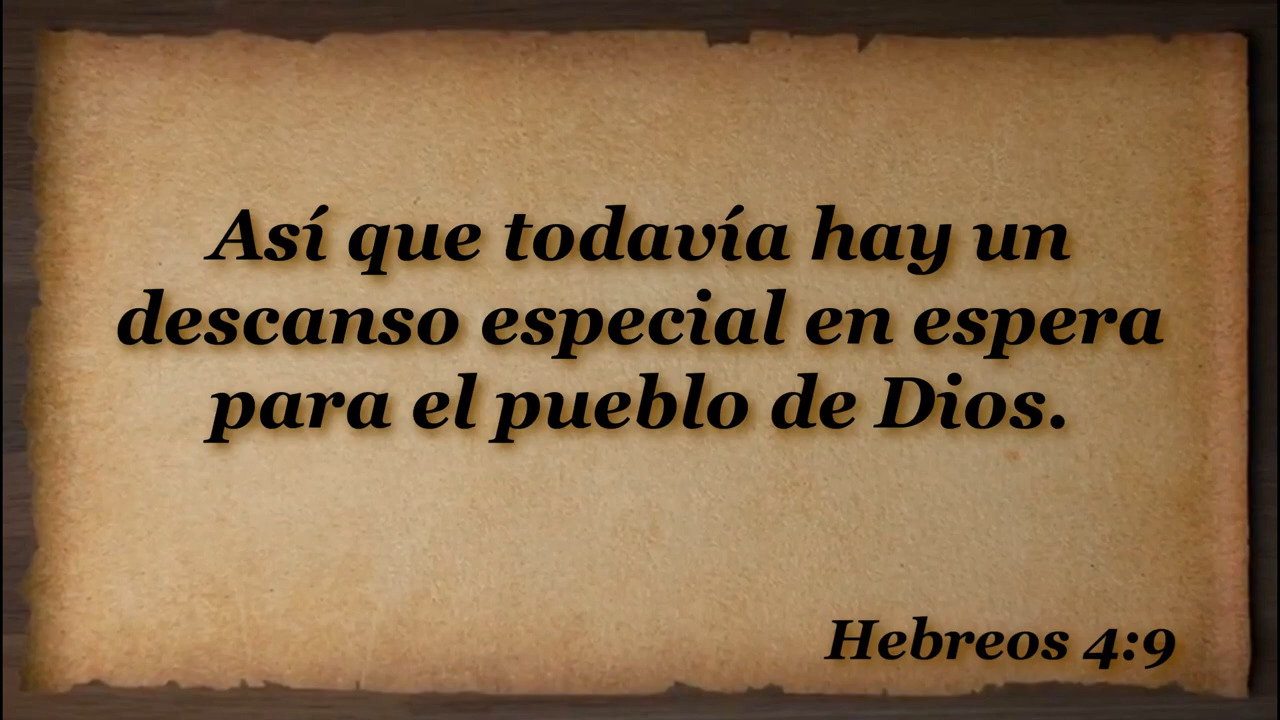 Así que todavía hay un
descanso especial en espera
para el pueblo de Dios.
Hebreos 4:9